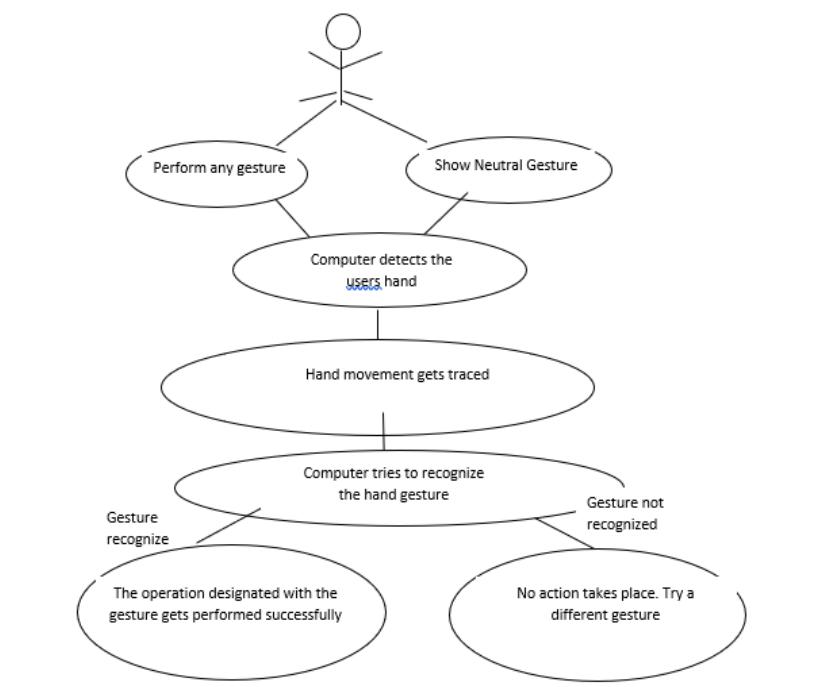 Perform any gesture
Show Neutral Gesture
Computer detects the
users hand
Hand movement gets traced
Computer tries to recognize
the hand gesture
Gesture
recognize
Gesture not
recognized
The operation designated with the
gesture gets performed successfully
No action takes place. Try a
different gesture